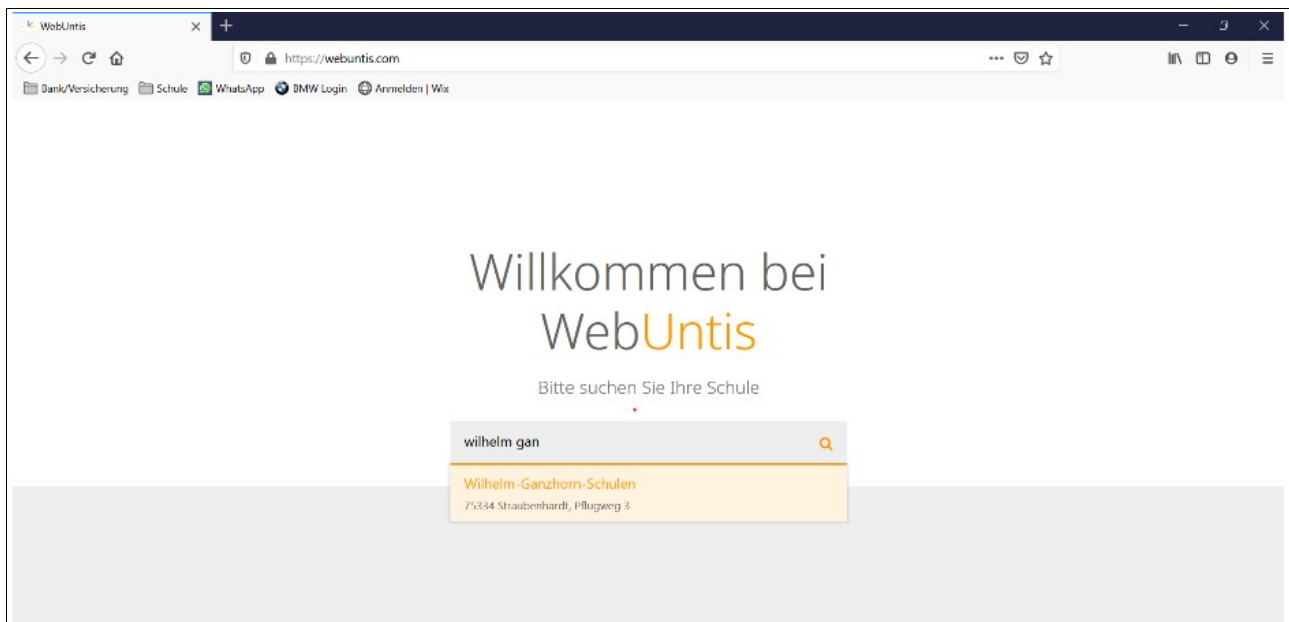 WebUntis
https://webuntis.com
Bank/Versicherung Schule WhatsApp BMW Login Anmelden | Wix
Willkommen bei
WebUntis
Bitte suchen Sie Ihre Schule
wilhelm gan
Wilhelm-Ganzhorn-Schulen
75334 Straubenhardt, Pflugweg 3